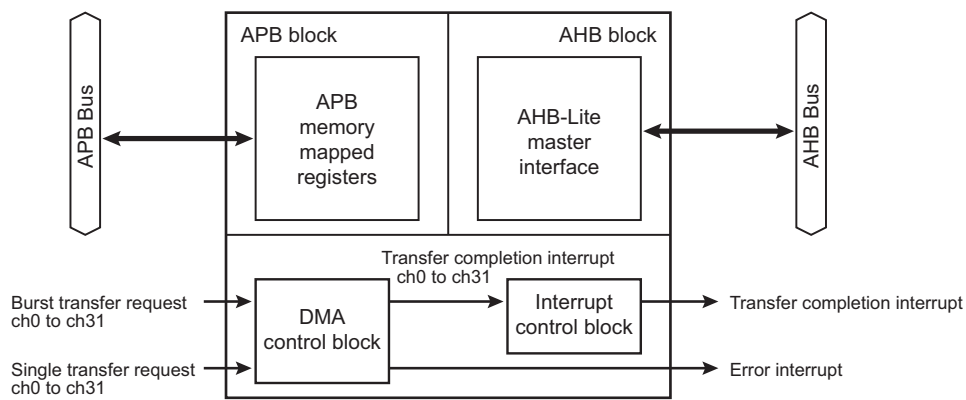 APB block
AHB block
APB Bus
APB
memory
mapped
registers
AHB-Lite
master
interface
AHB Bus
Transfer completion interrupt
ch0 to ch31
Burst transfer request
ch0 to ch31
DMA
control block
Interrupt
control block
Transfer completion interrupt
Single transfer request
ch0 to ch31
Error interrupt